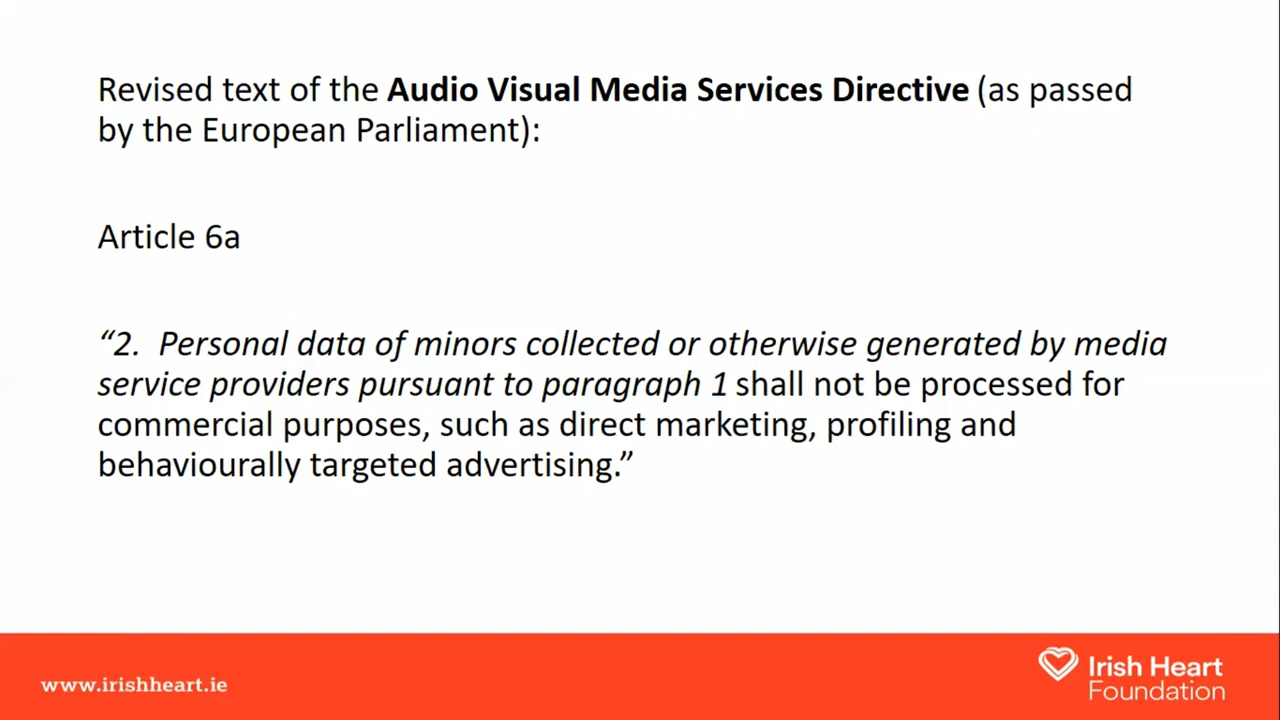 Revised text of the Audio Visual Media Services Directive (as passed
by the European Parliament):
Article 6a
“2.  Personal data of minors collected or otherwise generated by media
service providers pursuant to paragraph 1 shall not be processed for
commercial purposes, such as direct marketing, profiling and
behaviourally targeted advertising.”
www.irishheart.ie
Irish Heart
Foundation